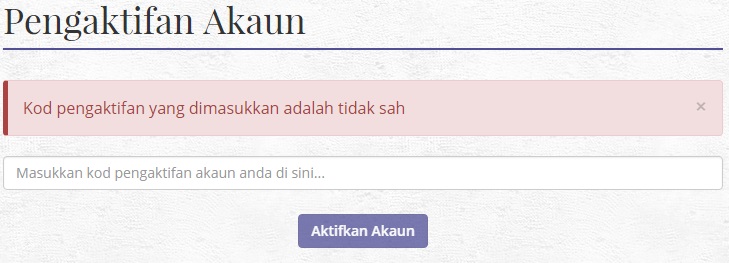 Pengaktifan Akaun
Kod pengaktifan yang dimasukkan adalah tidak sah ×
Masukkan kod pengaktifan akaun anda di sini...
Aktifkan Akaun